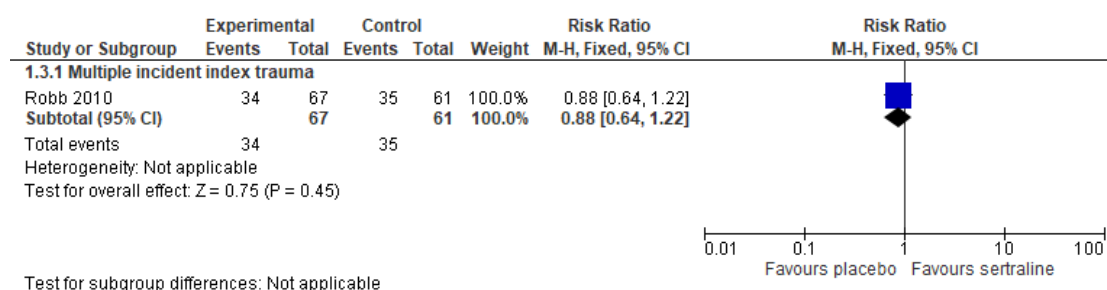 Experimental Control Risk Ratio Risk Ratio
Study or Subgroup Events Total Events Total Weight M-H, Fixed, 95% CI M-H, Fixed, 95% CI
1.3.1 Multiple incident index trauma
Robb 2010 34 67 35 61 100.0% 0.88 [0.64, 1.22]
Subtotal (95% CI) 67 61 100.0% 0.88 [0.64, 1.22]
Total events 34 35
Heterogeneity: Not applicable
Test for overall effect: Z = 0.75 (P = 0.45)
0.01 0.1 1 10 100
Favours placebo Favours sertraline
Test for subgroup differences: Not applicable